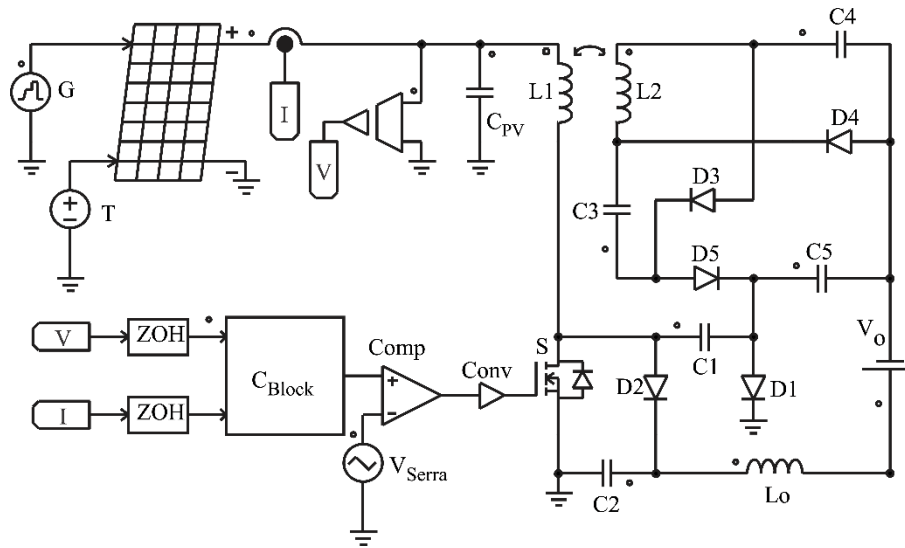 G
T
+
−
I
V
C_PV
L1
L2
C4
D4
D3
C3
D5
C5
V_o
V
ZOH
I
ZOH
C_Block
Comp
+
−
Conv
V_Serra
S
+
−
D2
C1
D1
C2
Lo